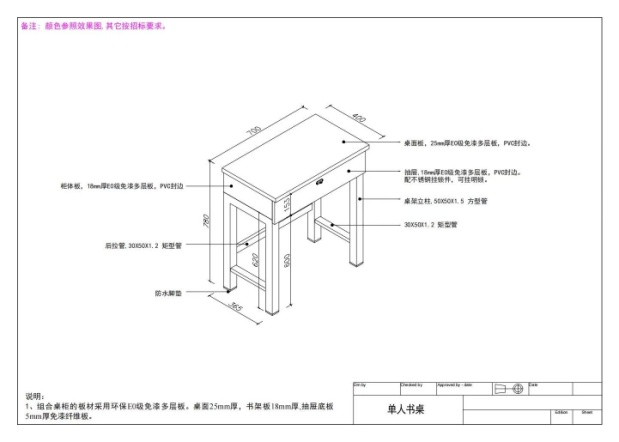 备注: 颜色参照效果图,其它按招标要求。
700
400
桌面板, 25mm厚E0级免漆多层板, PVC封边。
抽屉,18mm厚E0级免漆多层板, PVC封边。
配不锈钢挂锁件, 可挂明锁。
柜体板, 18mm厚E0级免漆多层板, PVC封边
153
桌架立柱,50X50X1.5 方型管
780
30X50X1.2 矩型管
后拉管,30X50X1.2 矩型管
620
600
防水脚垫
365
说明:
1、组合桌柜的板材采用环保E0级免漆多层板。桌面25mm厚, 书架板18mm厚,抽屉底板
5mm厚免漆纤维板。
Drn by
Checked by
Approved by - date
Date
单人书桌
Edition
Sheet